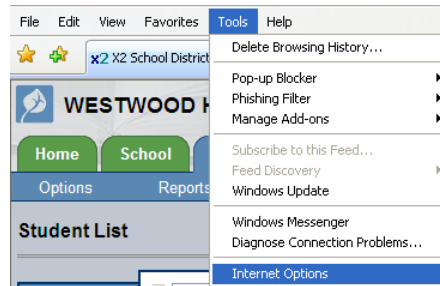 File Edit View Favorites Tools Help
x2 X2 School District
Delete Browsing History...
Pop-up Blocker
Phishing Filter
Manage Add-ons
Subscribe to this Feed...
Feed Discovery
Windows Update
Windows Messenger
Diagnose Connection Problems...
Internet Options
WESTWOOD H
Home School
Options Reports
Student List